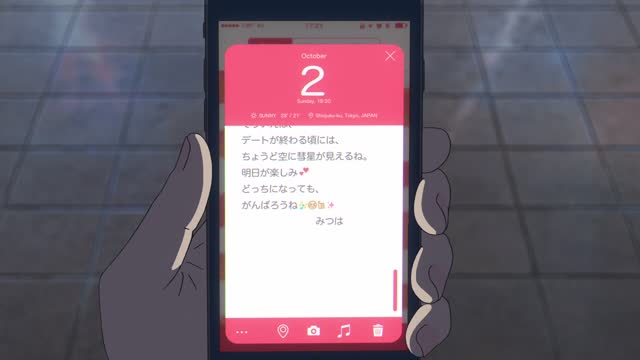 17:21
October
2
Sunday, 19:30
SUNNY 28°/ 21°
Shinjuku-ku, Tokyo, JAPAN
デートが終わる頃には、
ちょうど空に彗星が見えるね。
明日が楽しみ💕
どっちになっても、
がんばろうね
みつは